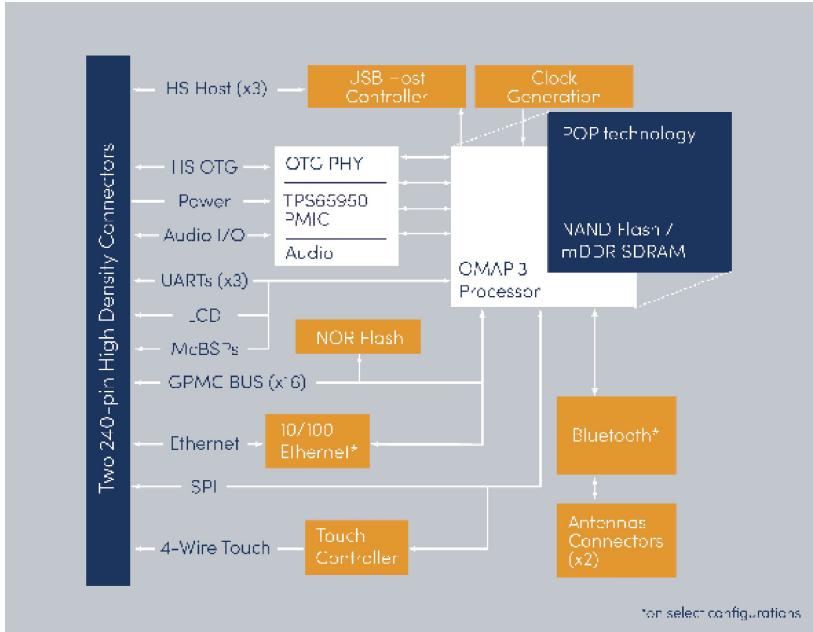 Two 240-pin High Density Connectors
HS Host (x3)
USB Host
Controller
Clock
Generation
POP technology
NAND Flash /
mDDR SDRAM
HS OTG
OTG PHY
Power
TPS65950
PMIC
Audio I/O
Audio
OMAP 3
Processor
UARTs (x3)
LCD
McBSPs
NOR Flash
GPMC BUS (x16)
Ethernet
10/100
Ethernet*
Bluetooth*
SPI
4-Wire Touch
Touch
Controller
Antennas
Connectors
(x2)
*on select configurations